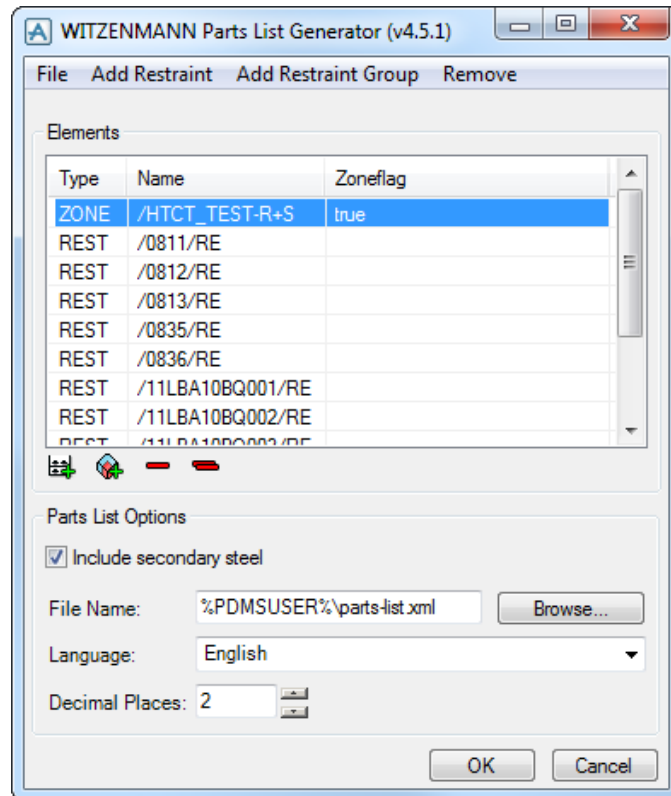 WITZENMANN Parts List Generator (v4.5.1)
File Add Restraint Add Restraint Group Remove
Elements
Type Name Zoneflag
ZONE /HTCT_TEST-R+S true
REST /0811/RE
REST /0812/RE
REST /0813/RE
REST /0835/RE
REST /0836/RE
REST /11LBA10BQ001/RE
REST /11LBA10BQ002/RE
REST /11LBA10BQ003/RE
Parts List Options
Include secondary steel
File Name: %PDMSUSER%\parts-list.xml Browse...
Language: English
Decimal Places: 2
OK Cancel